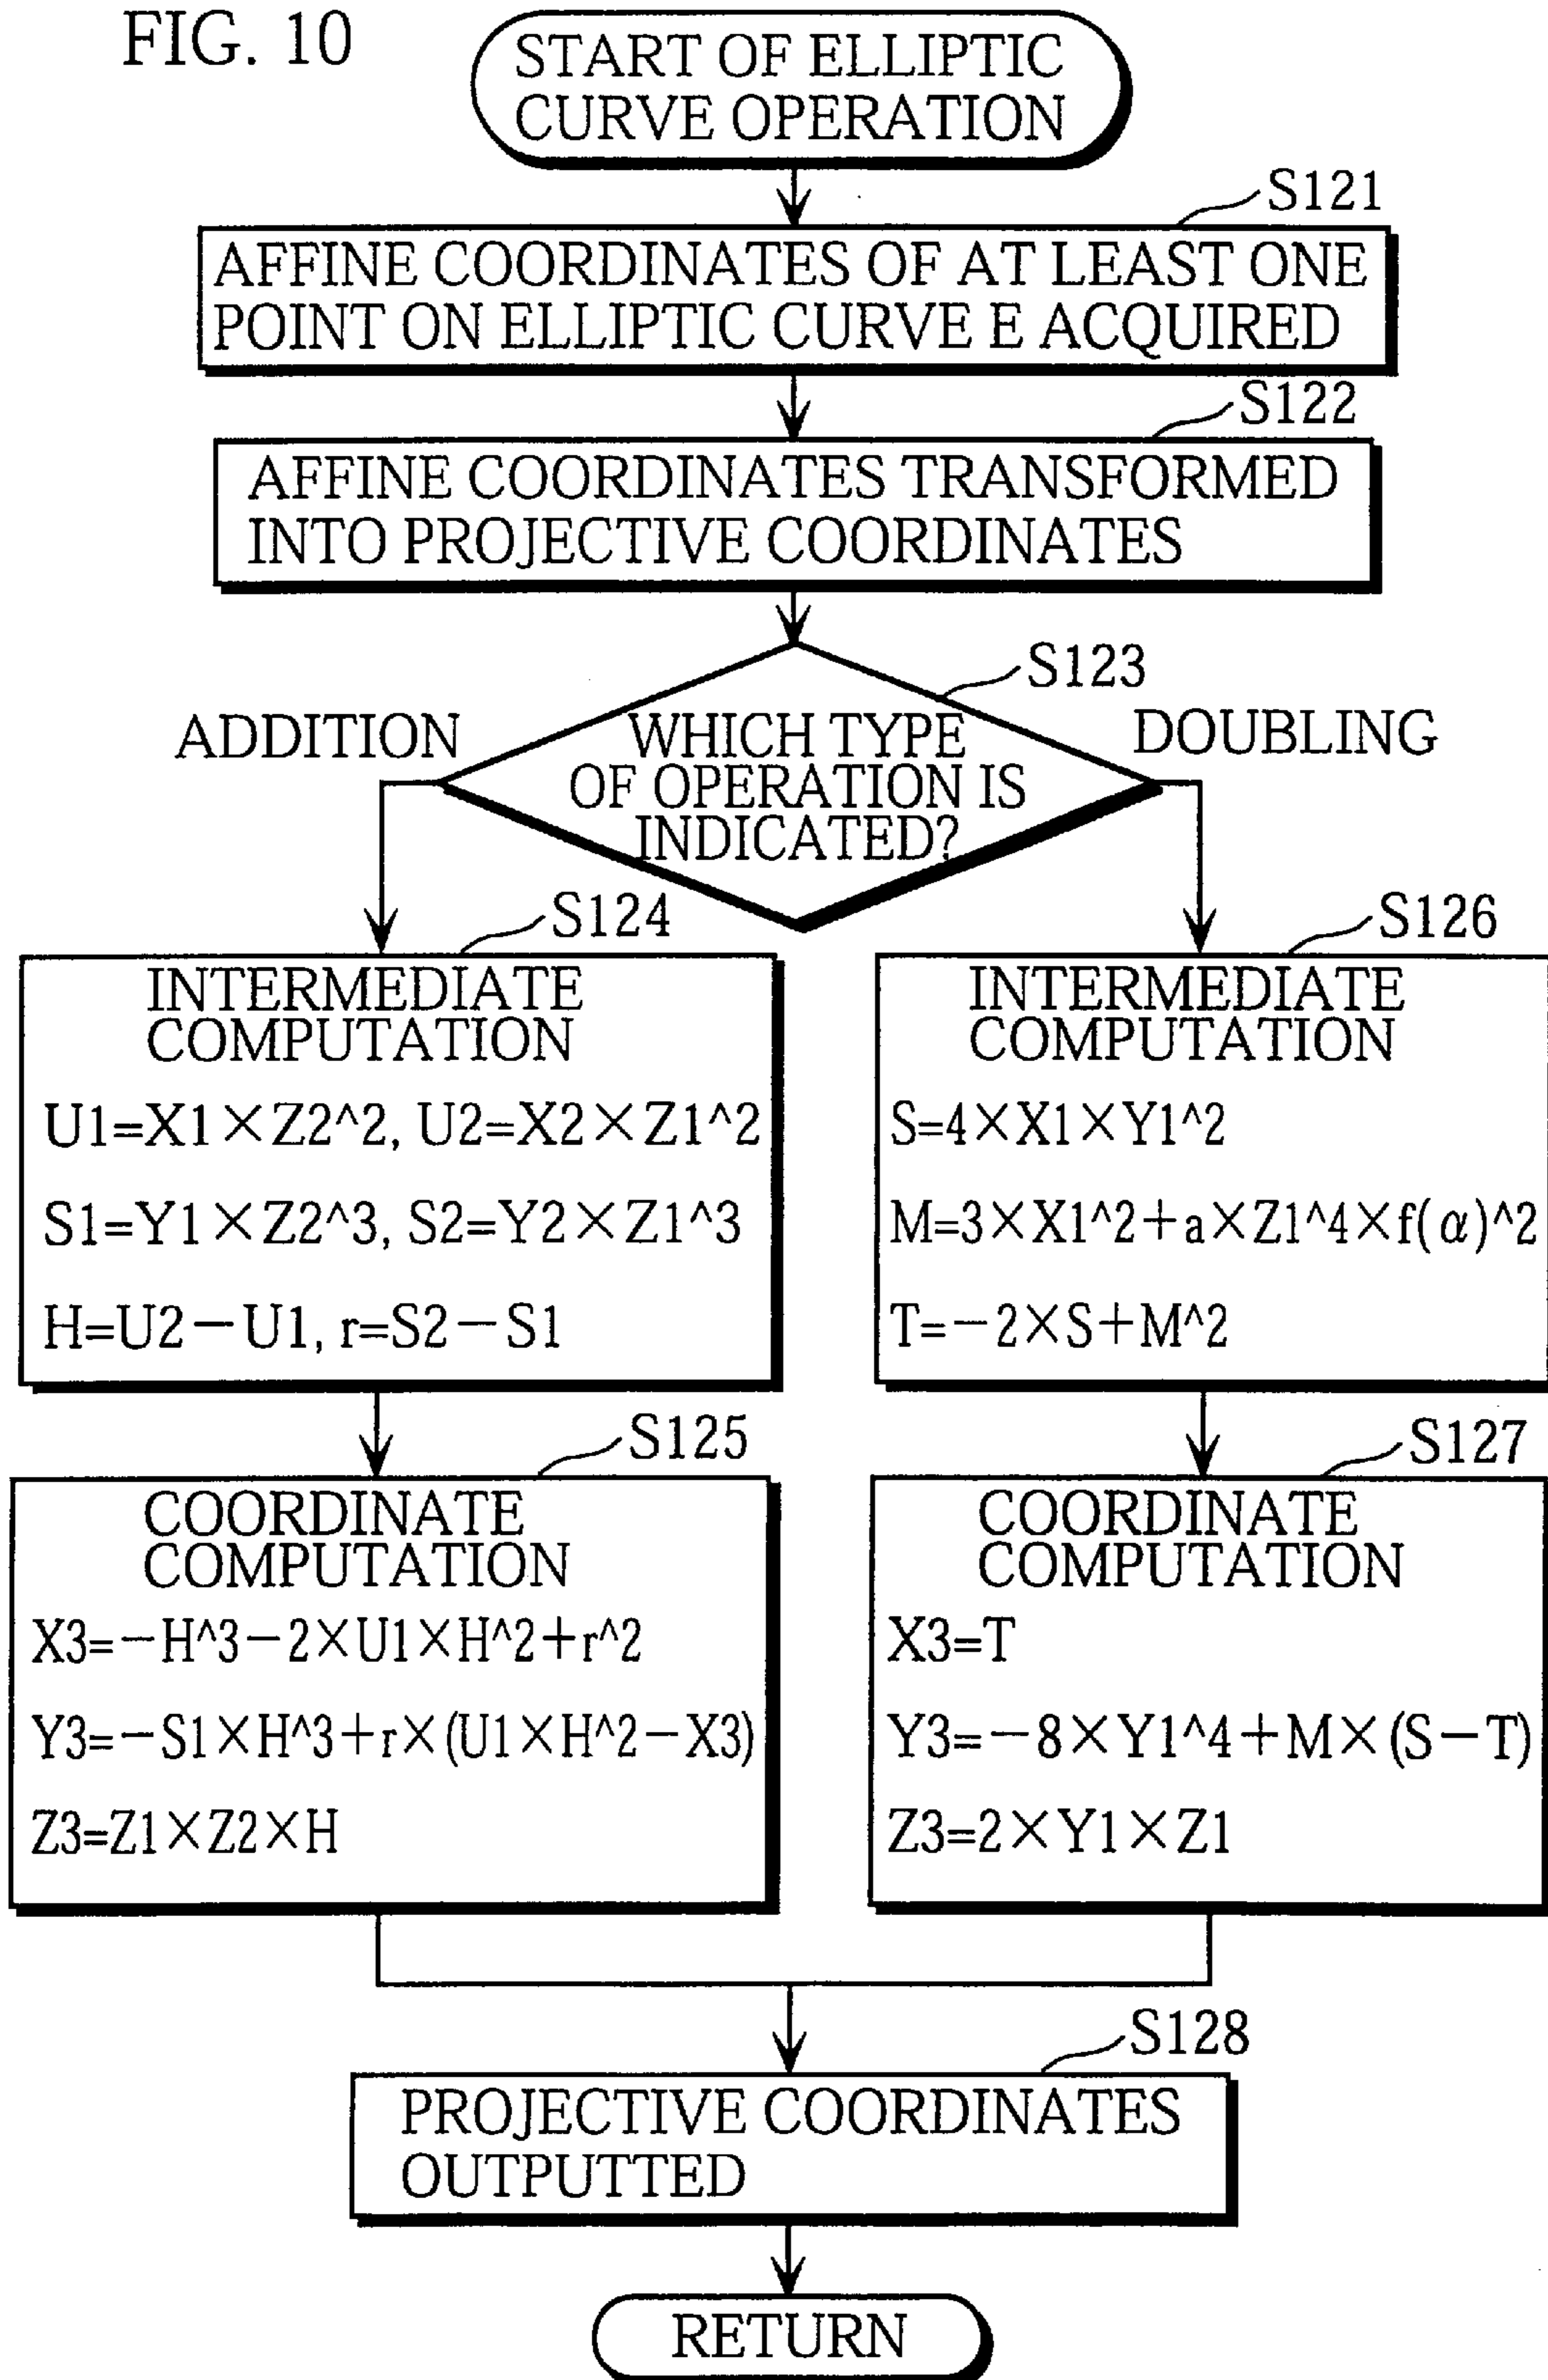 FIG. 10
START OF ELLIPTIC
CURVE OPERATION
S121
AFFINE COORDINATES OF AT LEAST ONE
POINT ON ELLIPTIC CURVE E ACQUIRED
S122
AFFINE COORDINATES TRANSFORMED
INTO PROJECTIVE COORDINATES
S123
ADDITION
WHICH TYPE
OF OPERATION IS
INDICATED?
DOUBLING
S124
INTERMEDIATE
COMPUTATION
U1=X1×Z2^2, U2=X2×Z1^2
S1=Y1×Z2^3, S2=Y2×Z1^3
H=U2−U1, r=S2−S1
S126
INTERMEDIATE
COMPUTATION
S=4×X1×Y1^2
M=3×X1^2+a×Z1^4×f(α)^2
T=−2×S+M^2
S125
COORDINATE
COMPUTATION
X3=−H^3−2×U1×H^2+r^2
Y3=−S1×H^3+r×(U1×H^2−X3)
Z3=Z1×Z2×H
S127
COORDINATE
COMPUTATION
X3=T
Y3=−8×Y1^4+M×(S−T)
Z3=2×Y1×Z1
S128
PROJECTIVE COORDINATES
OUTPUTTED
RETURN